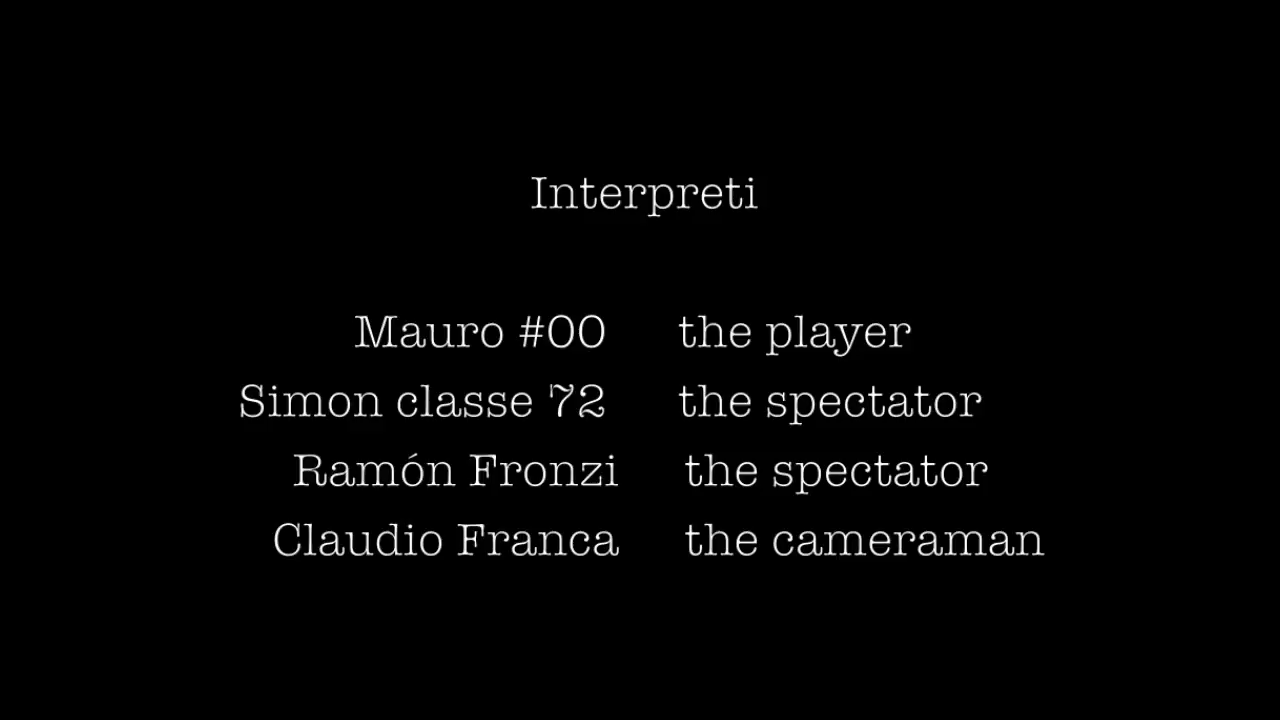 Interpreti
Mauro #00 the player
Simon classe 72 the spectator
Ramón Fronzi the spectator
Claudio Franca the cameraman